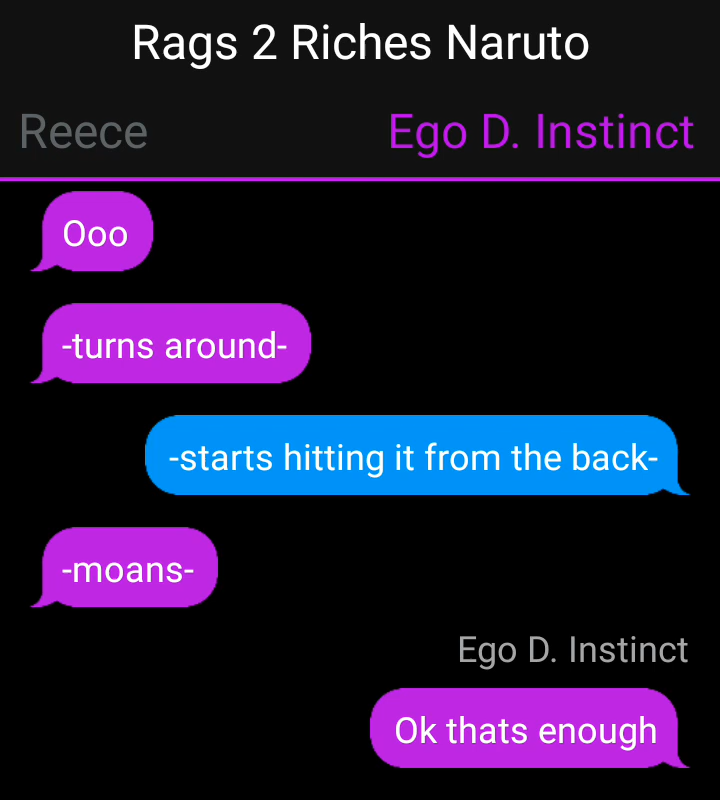 Rags 2 Riches Naruto
Reece
Ego D. Instinct
Ooo
-turns around-
-starts hitting it from the back-
-moans-
Ego D. Instinct
Ok thats enough